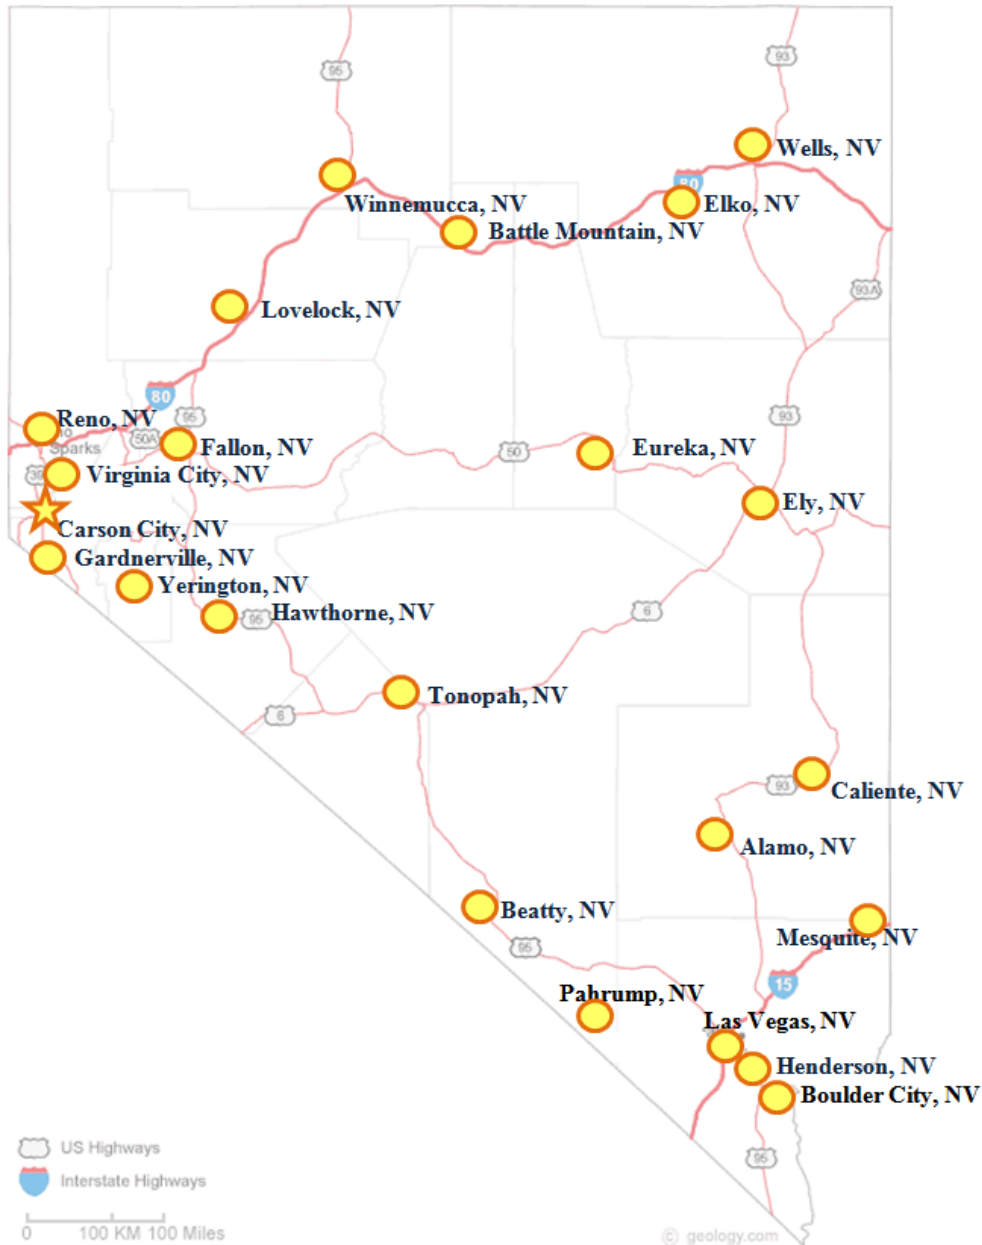 95
93
Wells, NV
80
Winnemucca, NV
Elko, NV
Battle Mountain, NV
93A
Lovelock, NV
80
Reno, NV
95
93
50A
Sparks
Fallon, NV
50
Eureka, NV
Virginia City, NV
Ely, NV
Carson City, NV
Gardnerville, NV
Yerington, NV
95
Hawthorne, NV
6
Tonopah, NV
6
93
Caliente, NV
Alamo, NV
Beatty, NV
95
Mesquite, NV
15
Pahrump, NV
Las Vegas, NV
Henderson, NV
Boulder City, NV
95
US Highways
Interstate Highways
0 100 KM 100 Miles
© geology.com